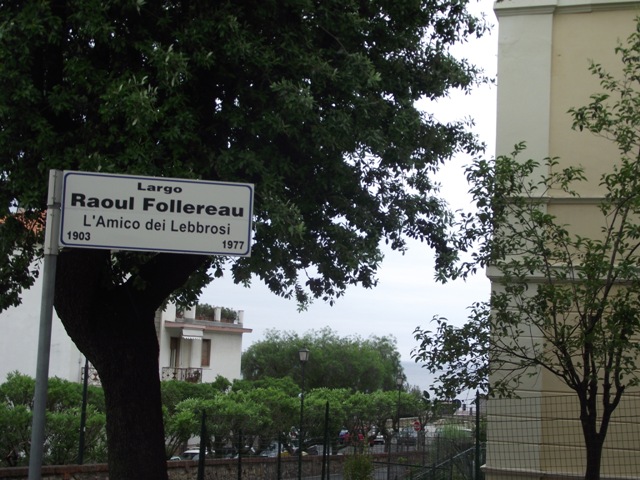 Largo
Raoul Follereau
L'Amico dei Lebbrosi
1903 1977